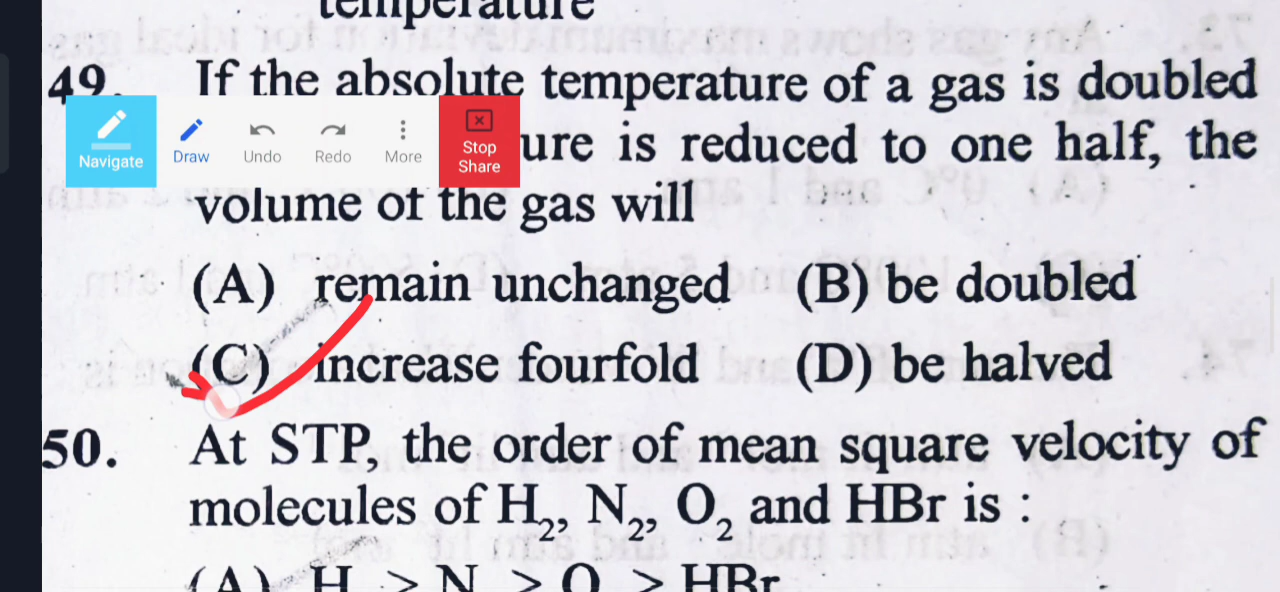 temperature
49. If the absolute temperature of a gas is doubled
ure is reduced to one half, the
volume of the gas will
(A) remain unchanged (B) be doubled
(C) increase fourfold (D) be halved
50. At STP, the order of mean square velocity of
molecules of H₂, N₂, O₂ and HBr is :
(A) H > N > O > HBr
Navigate Draw Undo Redo More Stop Share